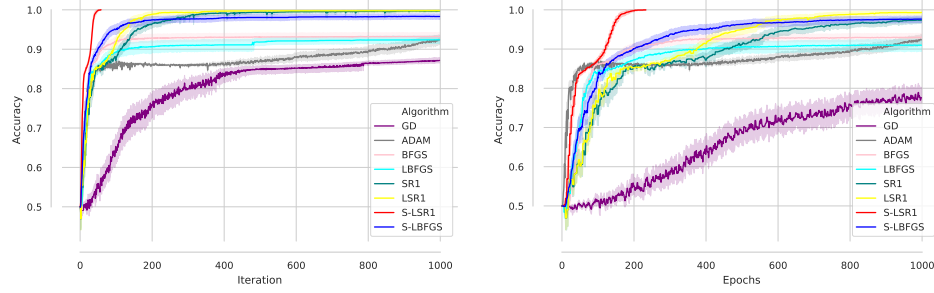 1.0
0.9
0.8
0.7
0.6
0.5
Accuracy
0 200 400 600 800 1000
Iteration
Algorithm
GD
ADAM
BFGS
LBFGS
SR1
LSR1
S-LSR1
S-LBFGS
1.0
0.9
0.8
0.7
0.6
0.5
Accuracy
0 200 400 600 800 1000
Epochs
Algorithm
GD
ADAM
BFGS
LBFGS
SR1
LSR1
S-LSR1
S-LBFGS